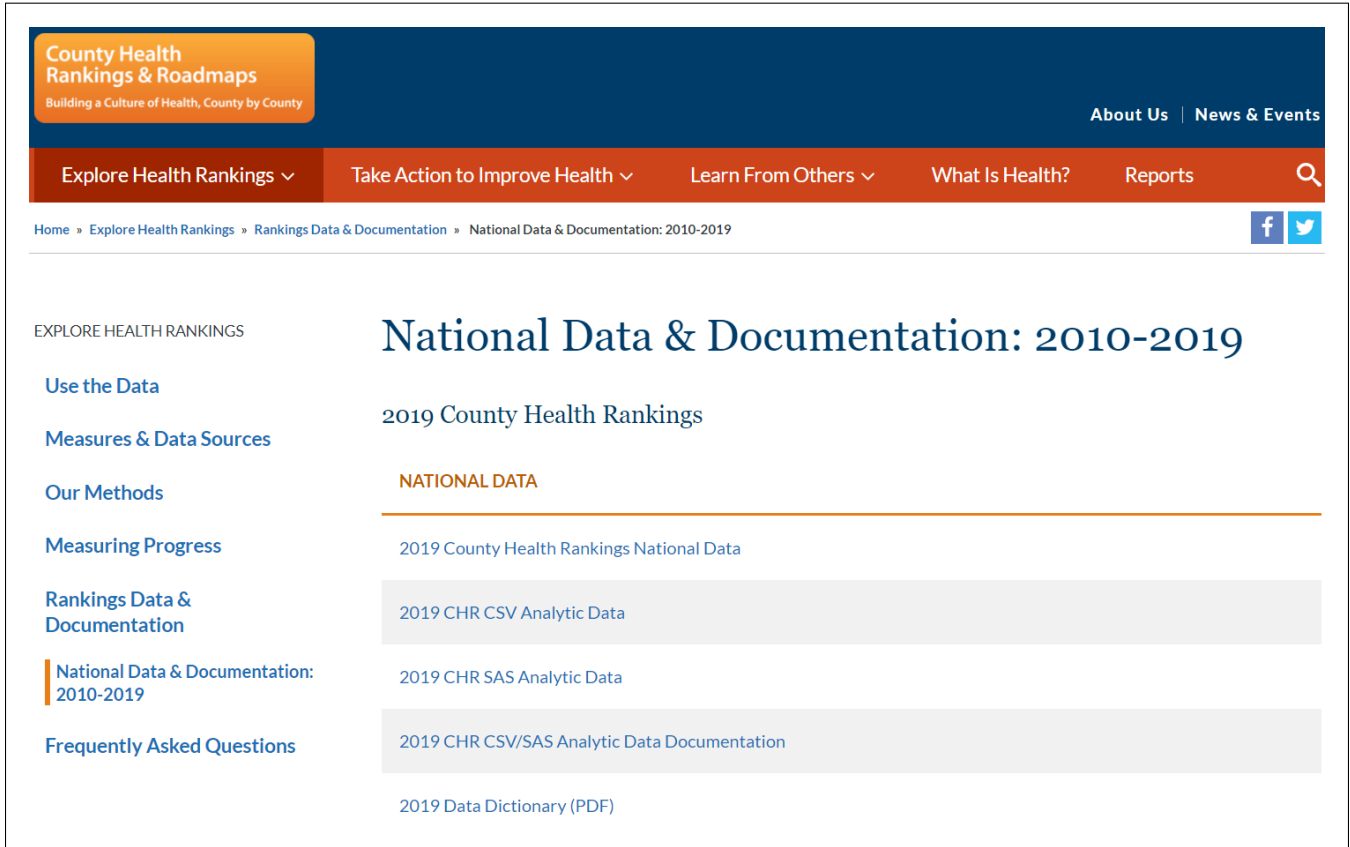 County Health
Rankings & Roadmaps
Building a Culture of Health, County by County
About Us | News & Events
Explore Health Rankings
Take Action to Improve Health
Learn From Others
What Is Health?
Reports
Home » Explore Health Rankings » Rankings Data & Documentation » National Data & Documentation: 2010-2019
EXPLORE HEALTH RANKINGS
Use the Data
Measures & Data Sources
Our Methods
Measuring Progress
Rankings Data &
Documentation
National Data & Documentation:
2010-2019
Frequently Asked Questions
National Data & Documentation: 2010-2019
2019 County Health Rankings
NATIONAL DATA
2019 County Health Rankings National Data
2019 CHR CSV Analytic Data
2019 CHR SAS Analytic Data
2019 CHR CSV/SAS Analytic Data Documentation
2019 Data Dictionary (PDF)